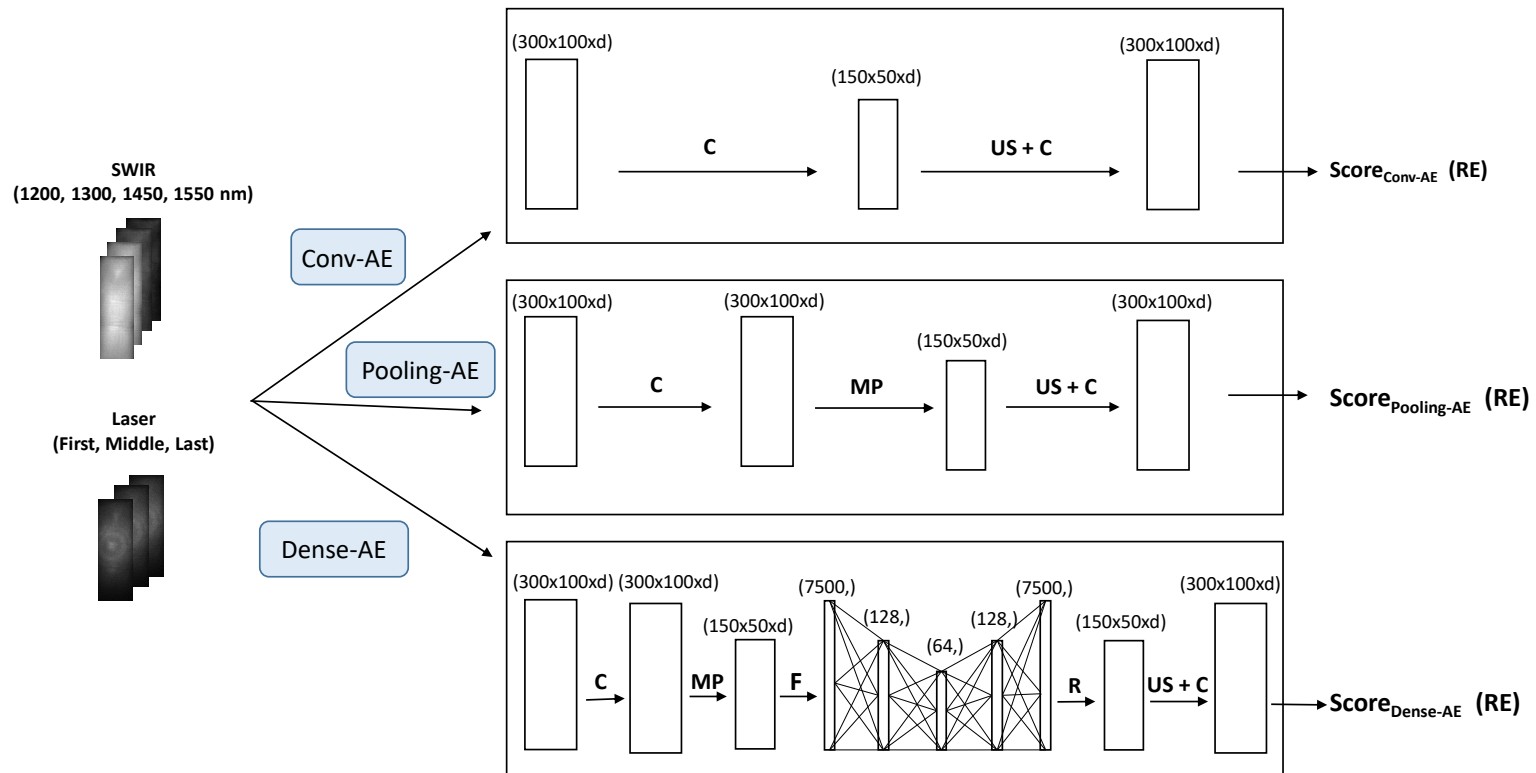 SWIR
(1200, 1300, 1450, 1550 nm)
Laser
(First, Middle, Last)
Conv-AE
Pooling-AE
Dense-AE
(300x100xd)
(150x50xd)
(300x100xd)
C
US + C
Score_Conv-AE (RE)
(300x100xd)
(300x100xd)
(150x50xd)
(300x100xd)
C
MP
US + C
Score_Pooling-AE (RE)
(300x100xd)
(300x100xd)
(150x50xd)
(7500,)
(128,)
(64,)
(128,)
(7500,)
(150x50xd)
(300x100xd)
C
MP
F
R
US + C
Score_Dense-AE (RE)